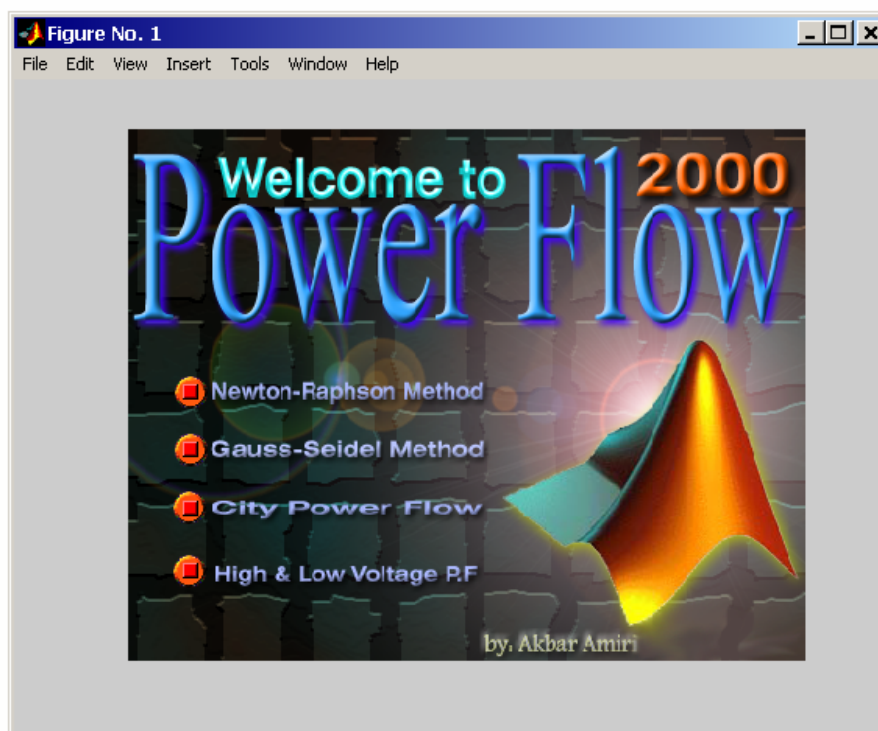 Figure No. 1
File Edit View Insert Tools Window Help
Welcome to 2000
Power Flow
Newton-Raphson Method
Gauss-Seidel Method
City Power Flow
High & Low Voltage P.F
by: Akbar Amiri